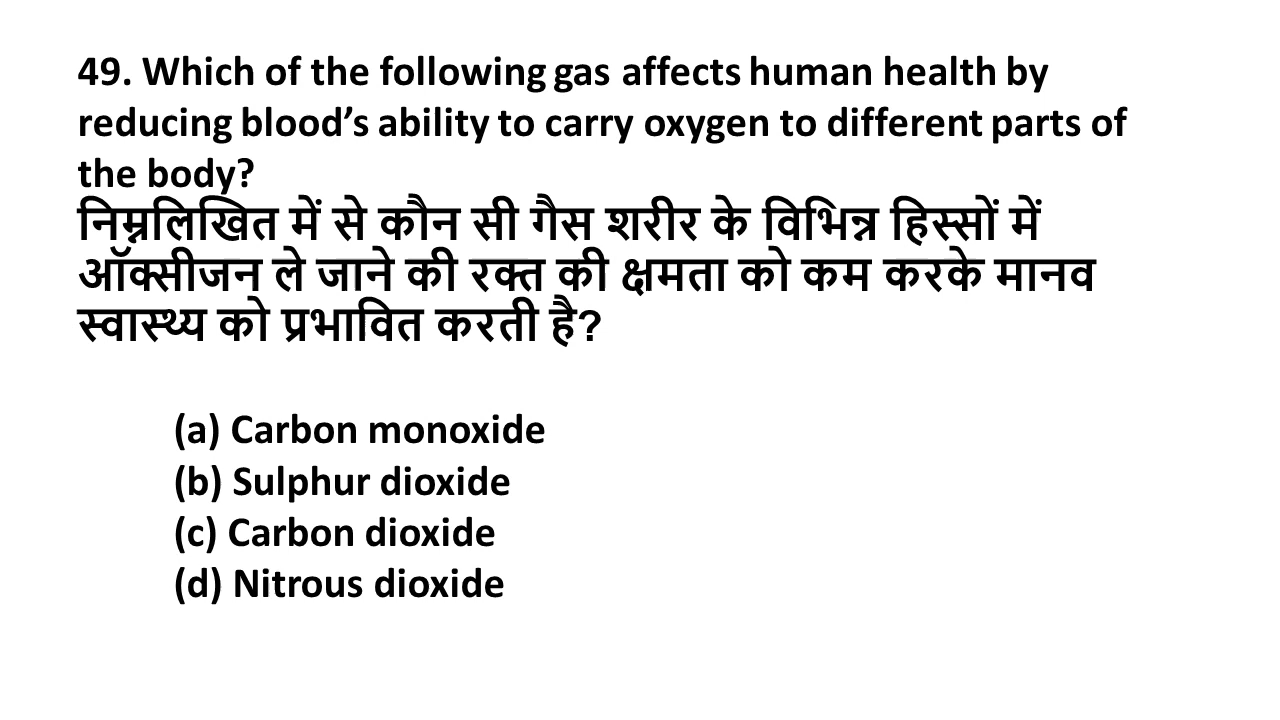 49. Which of the following gas affects human health by
reducing blood’s ability to carry oxygen to different parts of
the body?
निम्नलिखित में से कौन सी गैस शरीर के विभिन्न हिस्सों में
ऑक्सीजन ले जाने की रक्त की क्षमता को कम करके मानव
स्वास्थ्य को प्रभावित करती है?
(a) Carbon monoxide
(b) Sulphur dioxide
(c) Carbon dioxide
(d) Nitrous dioxide